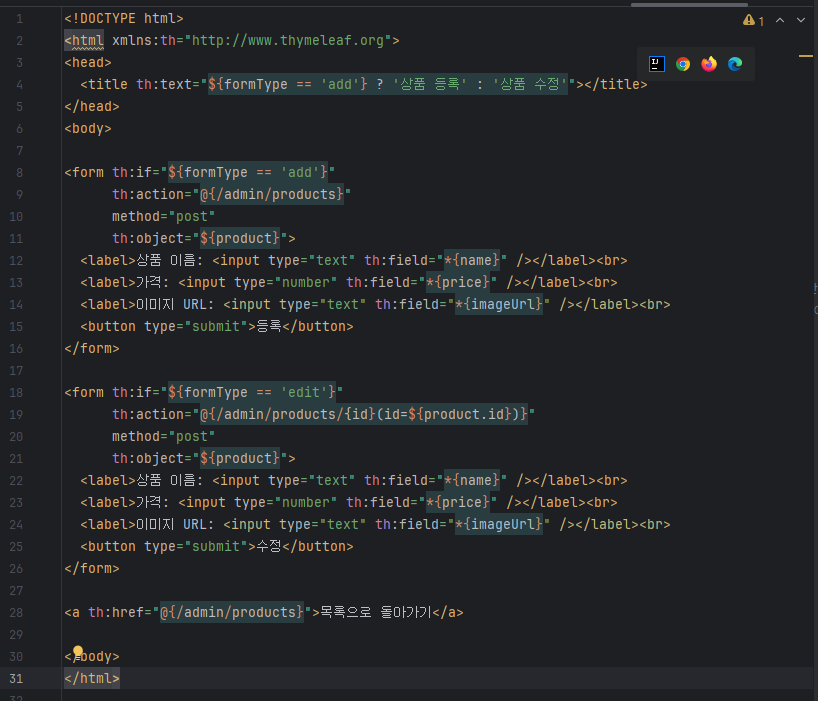 1 <!DOCTYPE html>
2 <html xmlns:th="http://www.thymeleaf.org">
3 <head>
4   <title th:text="${formType == 'add'} ? '상품 등록' : '상품 수정'"></title>
5 </head>
6 <body>
7
8 <form th:if="${formType == 'add'}"
9       th:action="@{/admin/products}"
10       method="post"
11       th:object="${product}">
12   <label>상품 이름: <input type="text" th:field="*{name}" /></label><br>
13   <label>가격: <input type="number" th:field="*{price}" /></label><br>
14   <label>이미지 URL: <input type="text" th:field="*{imageUrl}" /></label><br>
15   <button type="submit">등록</button>
16 </form>
17
18 <form th:if="${formType == 'edit'}"
19       th:action="@{/admin/products/{id}(id=${product.id})}"
20       method="post"
21       th:object="${product}">
22   <label>상품 이름: <input type="text" th:field="*{name}" /></label><br>
23   <label>가격: <input type="number" th:field="*{price}" /></label><br>
24   <label>이미지 URL: <input type="text" th:field="*{imageUrl}" /></label><br>
25   <button type="submit">수정</button>
26 </form>
27
28 <a th:href="@{/admin/products}">목록으로 돌아가기</a>
29
30 </body>
31 </html>
32
1